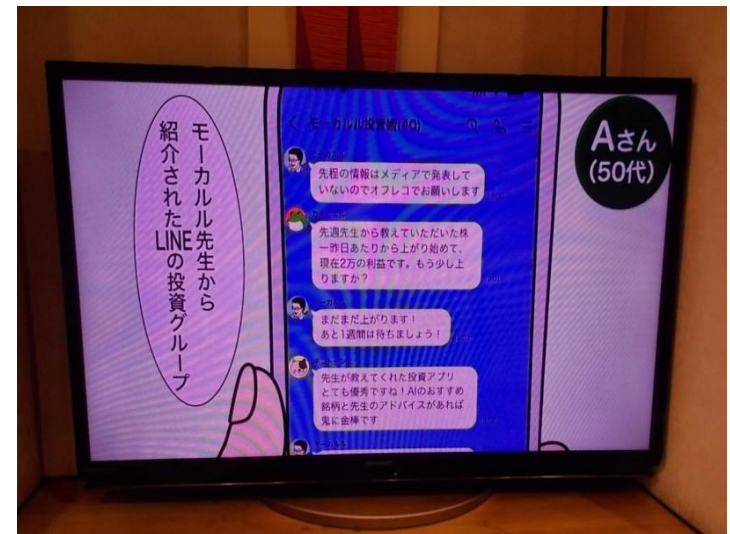 モーカルル先生から
紹介された
LINEの投資グループ
Aさん
(50代)
モーカルル投資術(40)
先程の情報はメディアで発表して
いないのでオフレコでお願いします
先週先生から教えていただいた株
一昨日あたりから上がり始めて、
現在2万の利益です。もう少し上
りますか？
まだまだ上がります！
あと1週間は待ちましょう！
先生が教えてくれた投資アプリ
とても優秀ですね！AIのおすすめ
銘柄と先生のアドバイスがあれば
鬼に金棒です